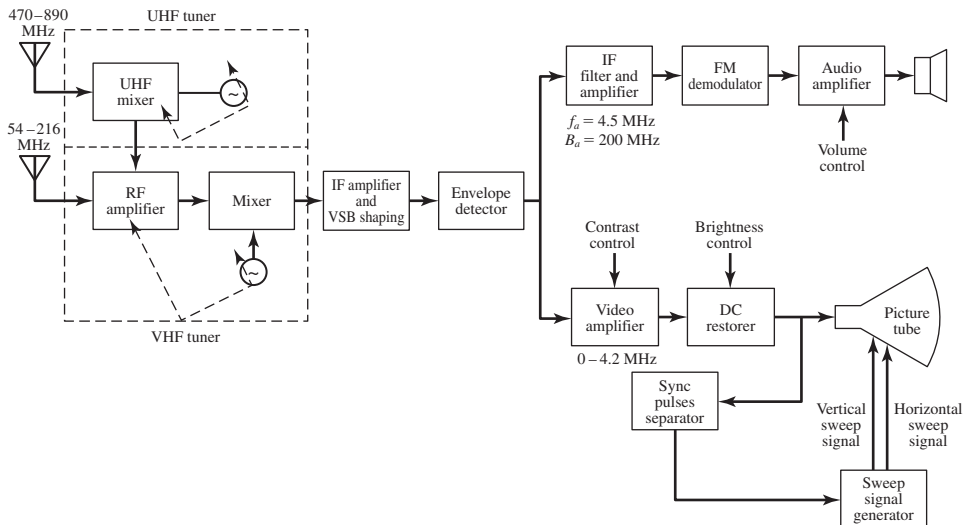 470–890
MHz
UHF tuner
UHF
mixer
~
54–216
MHz
RF
amplifier
Mixer
~
VHF tuner
IF amplifier
and
VSB shaping
Envelope
detector
IF
filter and
amplifier
fₐ = 4.5 MHz
Bₐ = 200 MHz
FM
demodulator
Audio
amplifier
Volume
control
Contrast
control
Brightness
control
Video
amplifier
0–4.2 MHz
DC
restorer
Picture
tube
Sync
pulses
separator
Vertical
sweep
signal
Horizontal
sweep
signal
Sweep
signal
generator